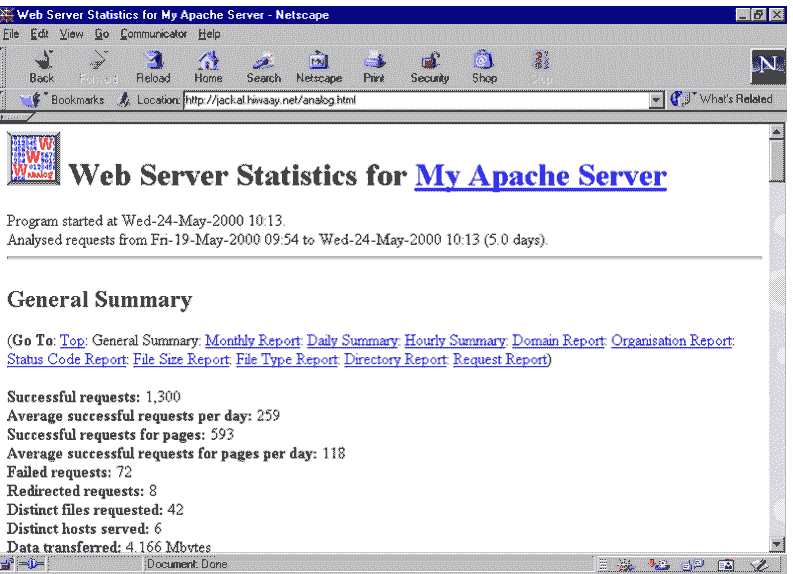 Web Server Statistics for My Apache Server - Netscape
File Edit View Go Communicator Help
Back Forward Reload Home Search Netscape Print Security Shop Stop
Bookmarks Location: http://jackal.hiwaay.net/analog.html What's Related
Web Server Statistics for My Apache Server
Program started at Wed-24-May-2000 10:13.
Analysed requests from Fri-19-May-2000 09:54 to Wed-24-May-2000 10:13 (5.0 days).
General Summary
(Go To: Top: General Summary: Monthly Report: Daily Summary: Hourly Summary: Domain Report: Organisation Report:
Status Code Report: File Size Report: File Type Report: Directory Report: Request Report)
Successful requests: 1,300
Average successful requests per day: 259
Successful requests for pages: 593
Average successful requests for pages per day: 118
Failed requests: 72
Redirected requests: 8
Distinct files requested: 42
Distinct hosts served: 6
Data transferred: 4.166 Mbytes
Document: Done